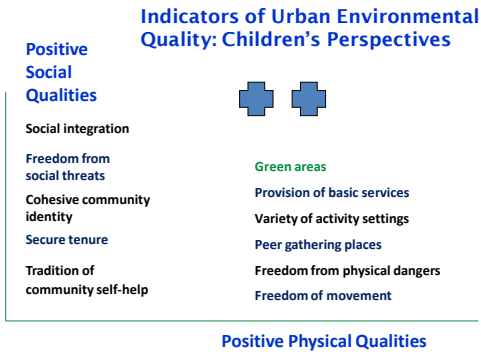 Indicators of Urban Environmental
Quality: Children's Perspectives
Positive
Social
Qualities
Social integration
Freedom from
social threats
Cohesive community
identity
Secure tenure
Tradition of
community self-help
Green areas
Provision of basic services
Variety of activity settings
Peer gathering places
Freedom from physical dangers
Freedom of movement
Positive Physical Qualities